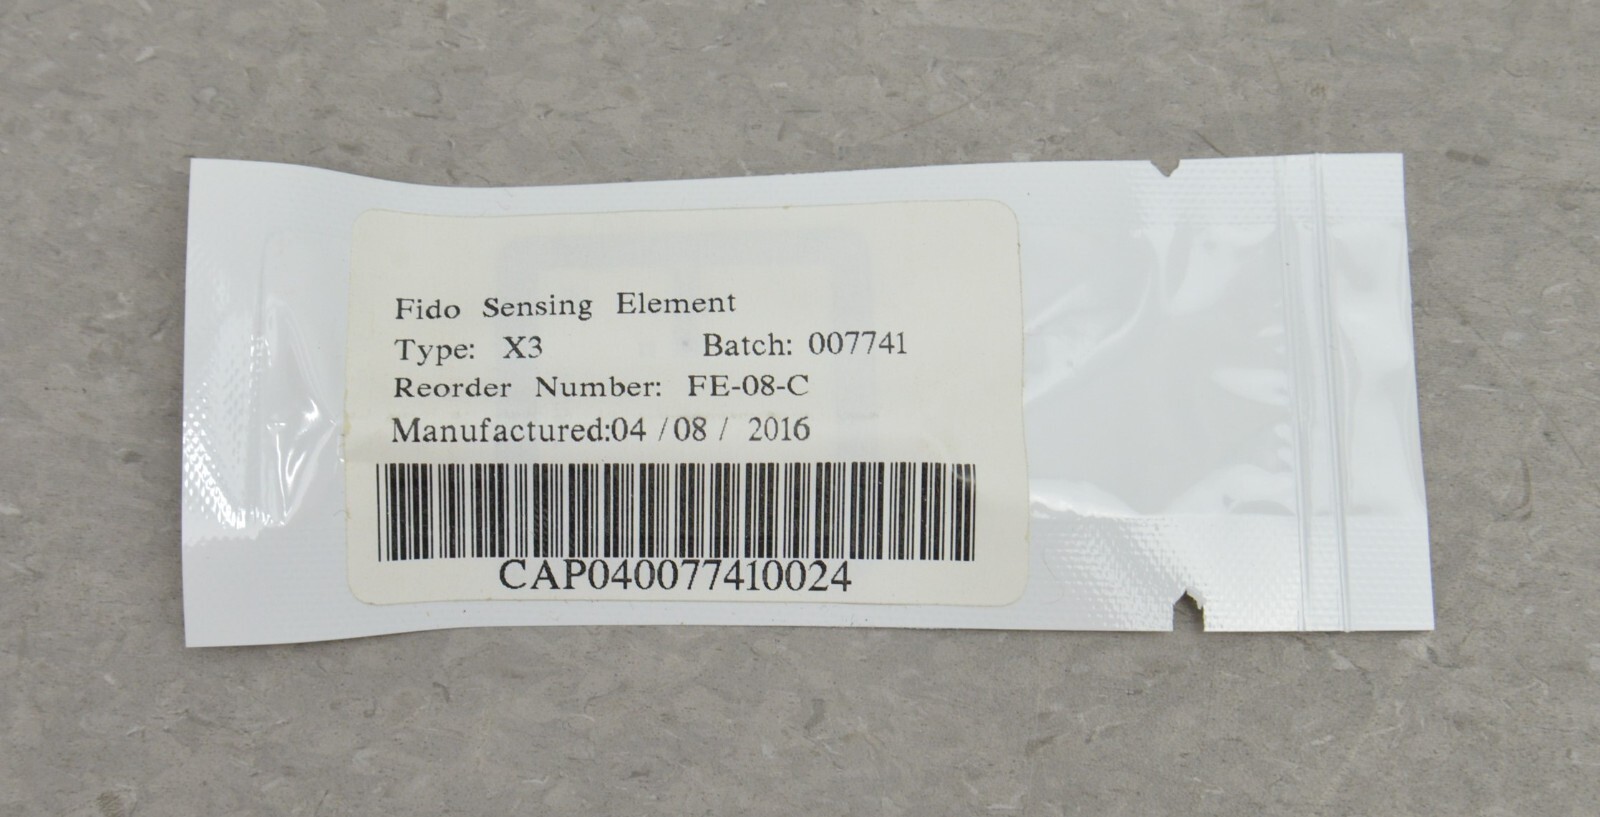 Fido Sensing Element
Type: X3 Batch: 007741
Reorder Number: FE-08-C
Manufactured:04 / 08 / 2016
CAP040077410024